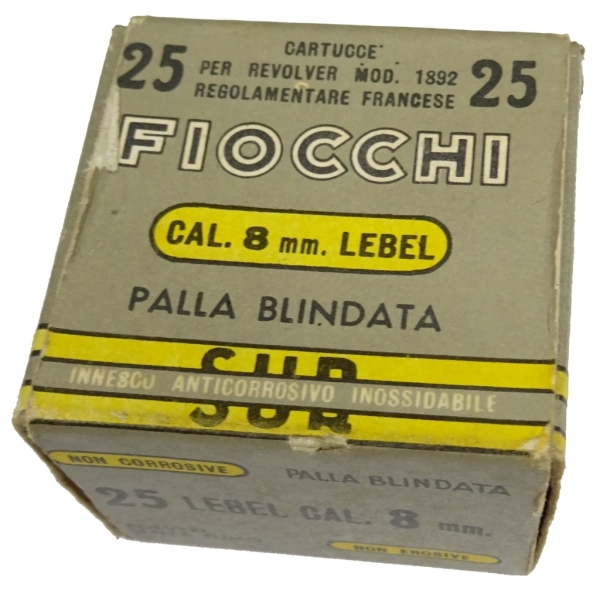 25 CARTUCCE 25
PER REVOLVER MOD. 1892
REGOLAMENTARE FRANCESE
FIOCCHI
CAL. 8 mm. LEBEL
PALLA BLINDATA
SUR
INNESCO ANTICORROSIVO INOSSIDABILE
SUR
NON CORROSIVE
PALLA BLINDATA
25 LEBEL CAL. 8 mm.
NON EROSIVE